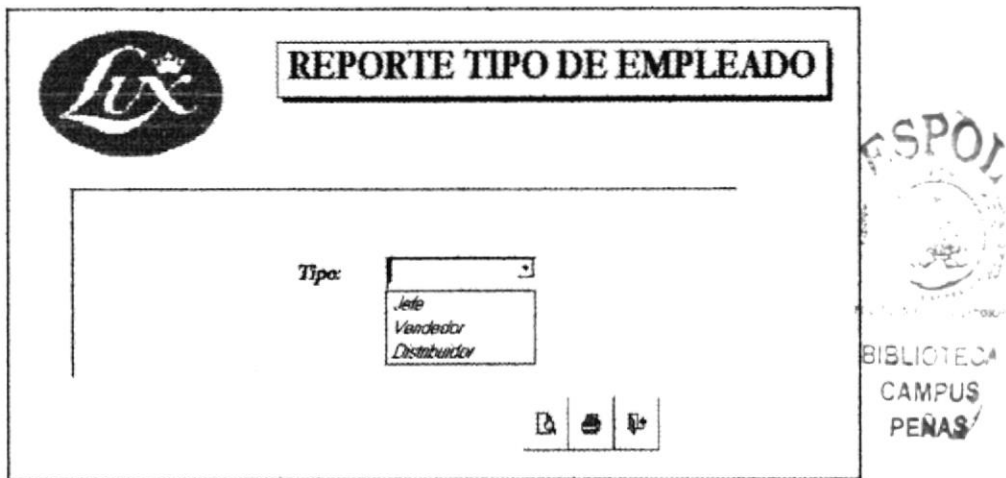 Lux
REPORTE TIPO DE EMPLEADO
Tipo:
Jefe
Vendedor
Distribuidor
ESPOL
BIBLIOTECA
CAMPUS
PEÑAS